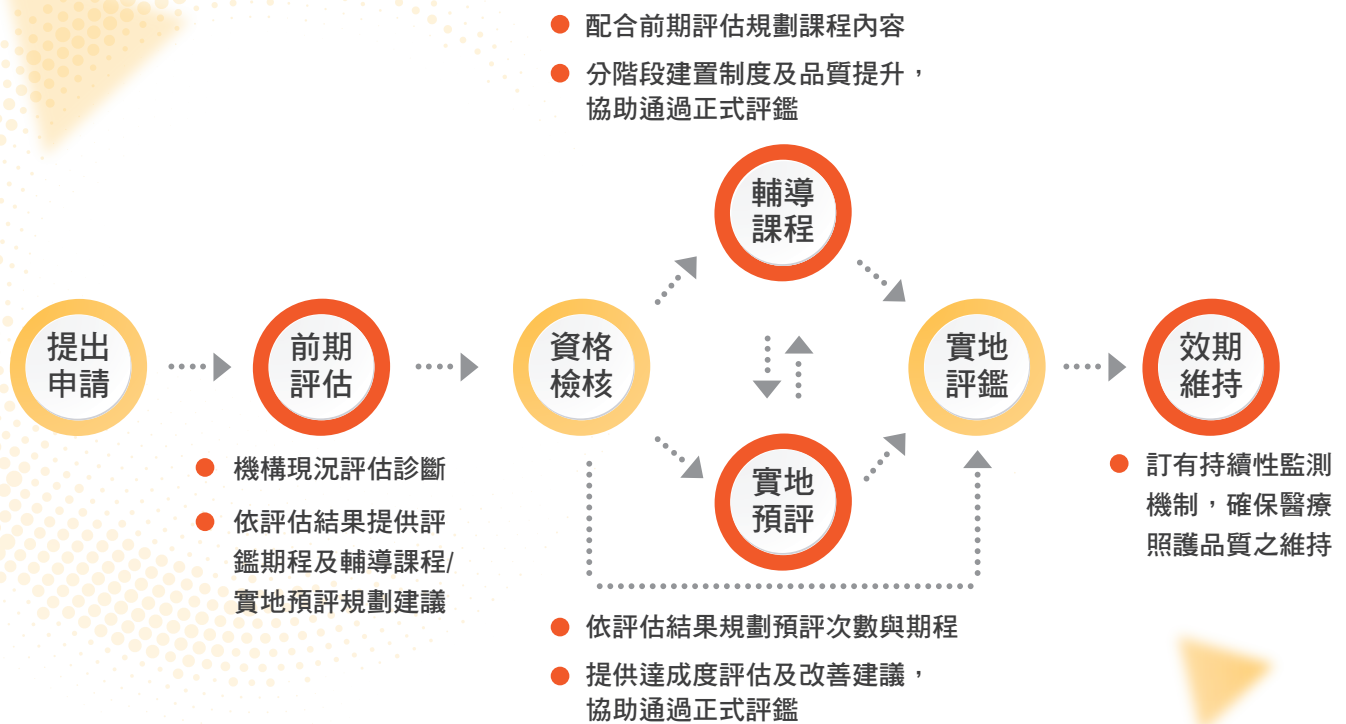 配合前期評估規劃課程內容
分階段建置制度及品質提升，
協助通過正式評鑑
輔導
課程
提出
申請
前期
評估
資格
檢核
實地
評鑑
效期
維持
機構現況評估診斷
依評估結果提供評
鑑期程及輔導課程/
實地預評規劃建議
實地
預評
訂有持續性監測
機制，確保醫療
照護品質之維持
依評估結果規劃預評次數與期程
提供達成度評估及改善建議，
協助通過正式評鑑